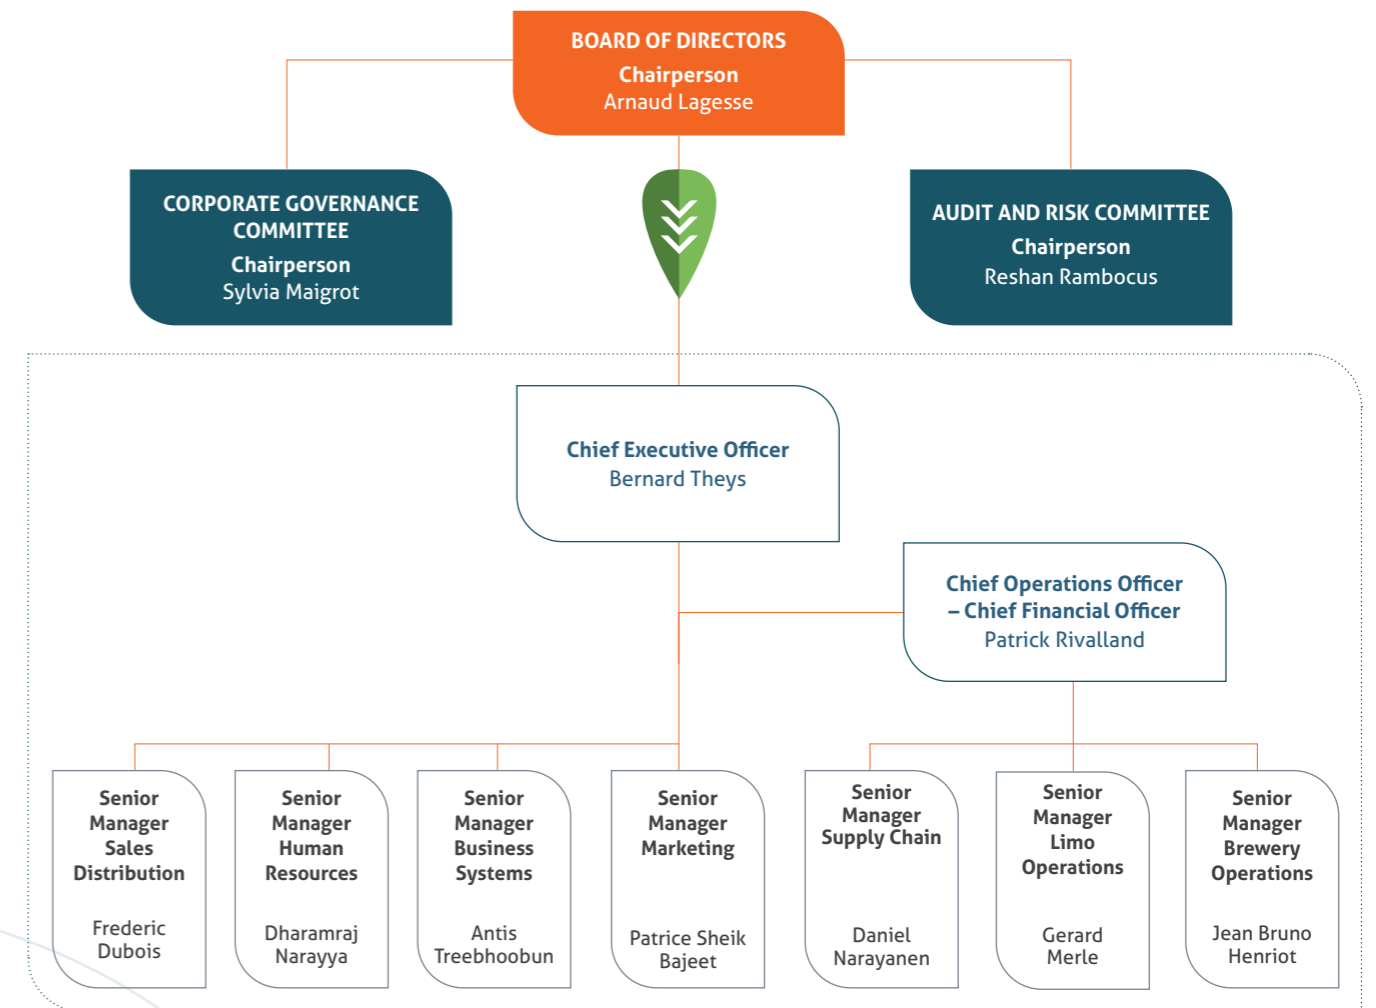 BOARD OF DIRECTORS
Chairperson
Arnaud Lagesse
CORPORATE GOVERNANCE
COMMITTEE
Chairperson
Sylvia Maigrot
AUDIT AND RISK COMMITTEE
Chairperson
Reshan Rambocus
Chief Executive Officer
Bernard Theys
Chief Operations Officer
– Chief Financial Officer
Patrick Rivalland
Senior
Manager
Sales
Distribution
Frederic
Dubois
Senior
Manager
Human
Resources
Dharamraj
Narayya
Senior
Manager
Business
Systems
Antis
Treebhoobun
Senior
Manager
Marketing
Patrice Sheik
Bajeet
Senior
Manager
Supply Chain
Daniel
Narayanen
Senior
Manager
Limo
Operations
Gerard
Merle
Senior
Manager
Brewery
Operations
Jean Bruno
Henriot